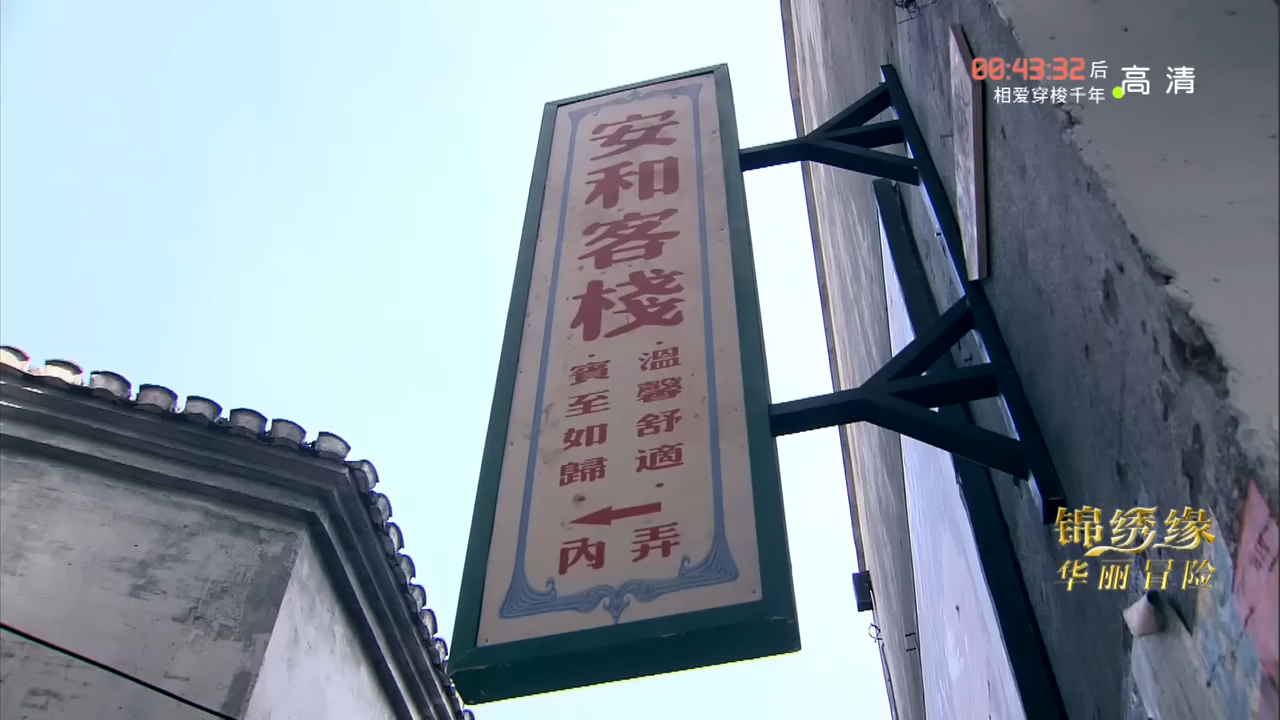 00:43:32后
相爱穿梭千年
高清
安和客棧
溫馨舒適
賓至如歸
弄
內
锦绣缘
华丽冒险